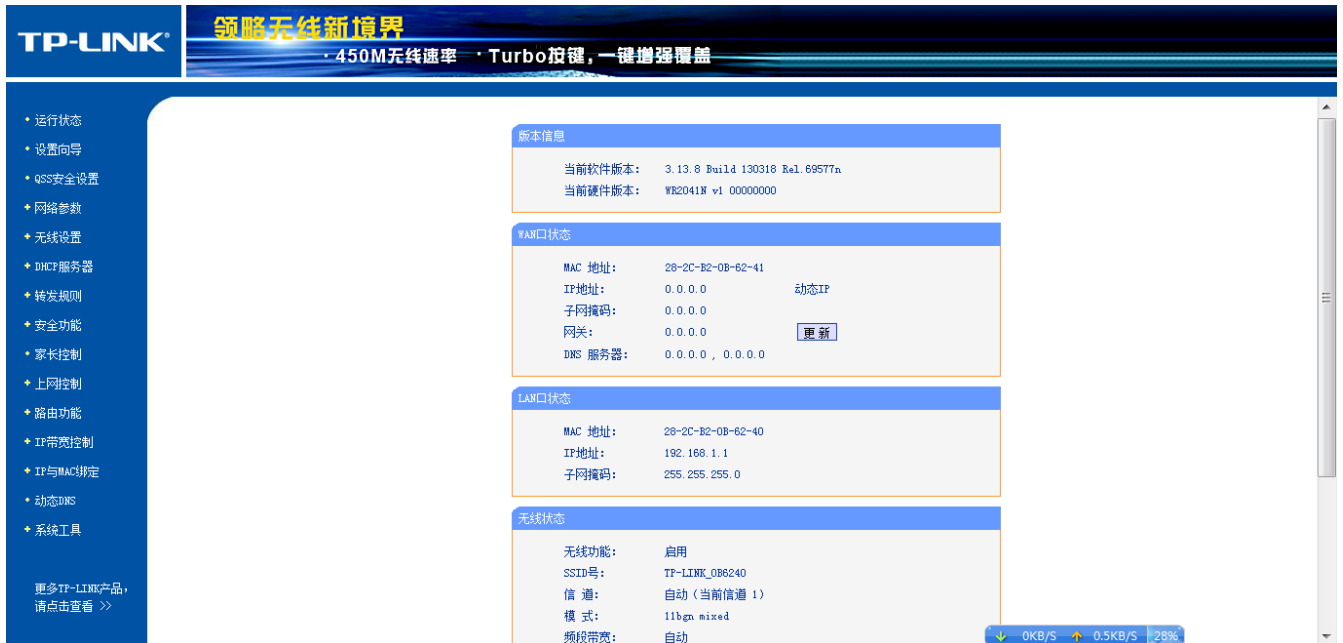 TP-LINK®
领略无线新境界
·450M无线速率 ·Turbo按键，一键增强覆盖
运行状态
设置向导
QSS安全设置
网络参数
无线设置
DHCP服务器
转发规则
安全功能
家长控制
上网控制
路由功能
IP带宽控制
IP与MAC绑定
动态DNS
系统工具
更多TP-LINK产品，
请点击查看 >>
版本信息
当前软件版本： 3.13.8 Build 130318 Rel.69577n
当前硬件版本： WR2041N v1 00000000
WAN口状态
MAC 地址： 28-2C-B2-0B-62-41
IP地址： 0.0.0.0 动态IP
子网掩码： 0.0.0.0
网关： 0.0.0.0 更新
DNS 服务器： 0.0.0.0 , 0.0.0.0
LAN口状态
MAC 地址： 28-2C-B2-0B-62-40
IP地址： 192.168.1.1
子网掩码： 255.255.255.0
无线状态
无线功能： 启用
SSID号： TP-LINK_0B6240
信 道： 自动（当前信道 1）
模 式： 11bgn mixed
频段带宽： 自动
0KB/S 0.5KB/S 28%